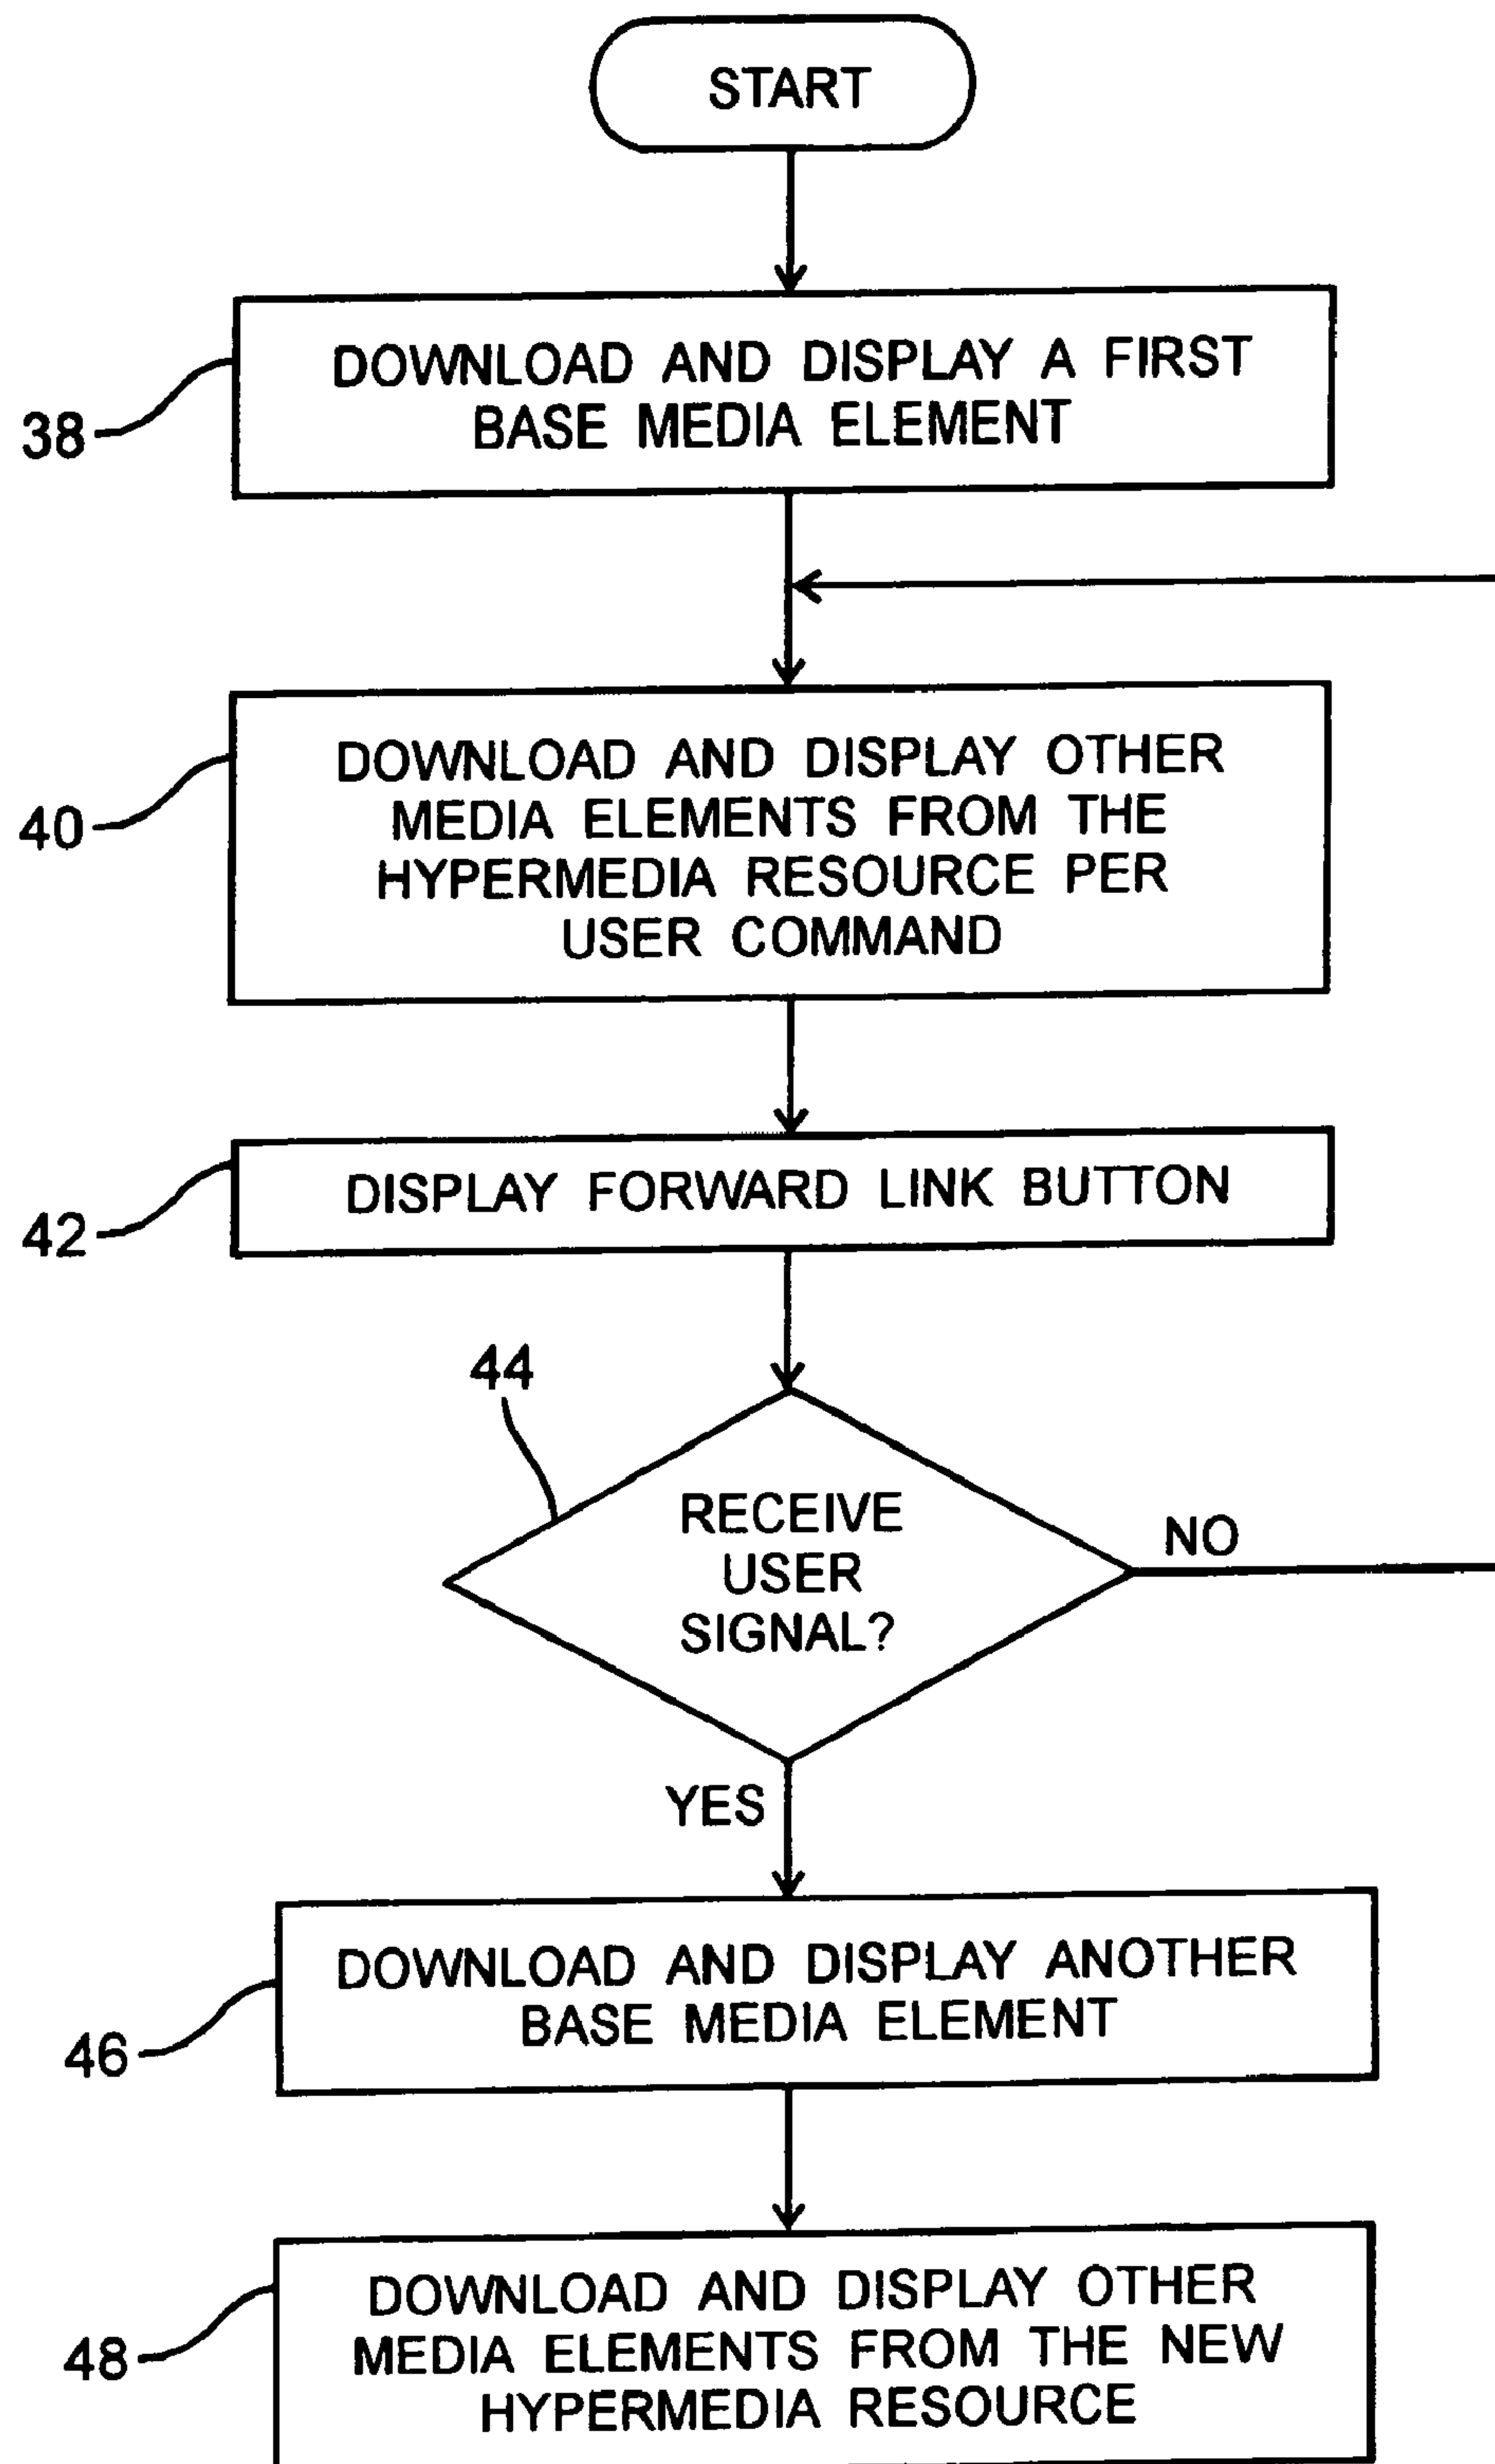 START
DOWNLOAD AND DISPLAY A FIRST
BASE MEDIA ELEMENT
38
DOWNLOAD AND DISPLAY OTHER
MEDIA ELEMENTS FROM THE
HYPERMEDIA RESOURCE PER
USER COMMAND
40
DISPLAY FORWARD LINK BUTTON
42
44
RECEIVE
USER
SIGNAL?
NO
YES
DOWNLOAD AND DISPLAY ANOTHER
BASE MEDIA ELEMENT
46
DOWNLOAD AND DISPLAY OTHER
MEDIA ELEMENTS FROM THE NEW
HYPERMEDIA RESOURCE
48